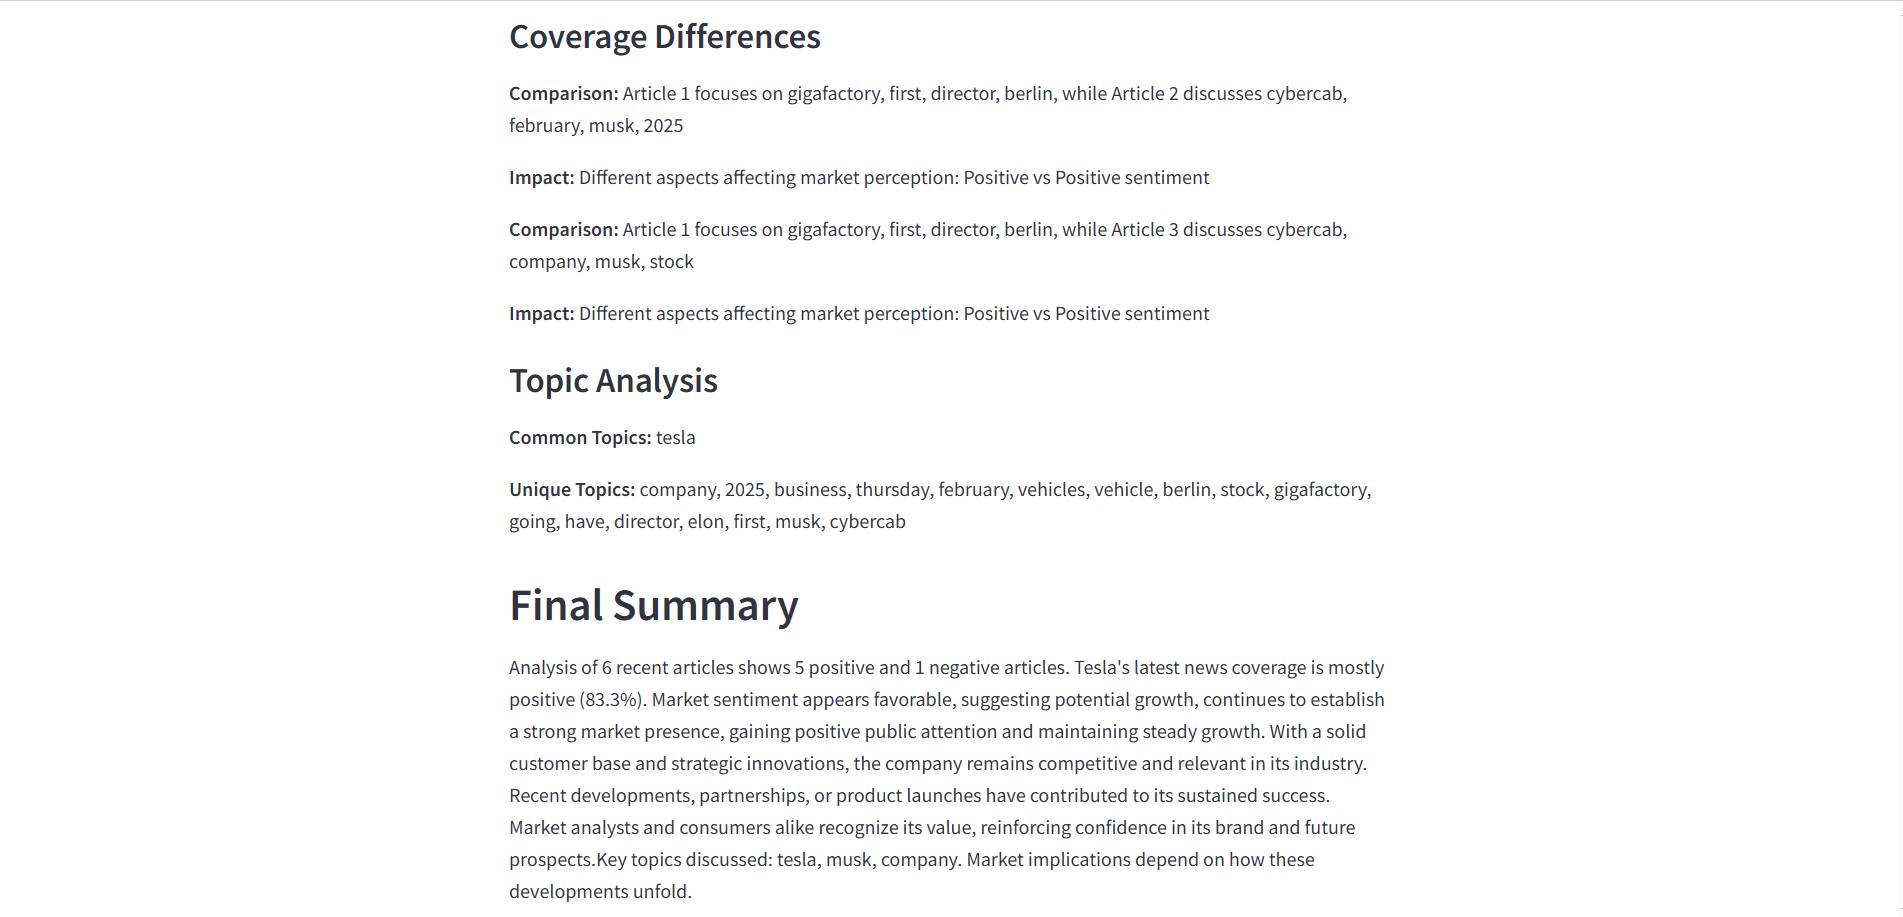 Coverage Differences
Comparison: Article 1 focuses on gigafactory, first, director, berlin, while Article 2 discusses cybercab,
february, musk, 2025
Impact: Different aspects affecting market perception: Positive vs Positive sentiment
Comparison: Article 1 focuses on gigafactory, first, director, berlin, while Article 3 discusses cybercab,
company, musk, stock
Impact: Different aspects affecting market perception: Positive vs Positive sentiment
Topic Analysis
Common Topics: tesla
Unique Topics: company, 2025, business, thursday, february, vehicles, vehicle, berlin, stock, gigafactory,
going, have, director, elon, first, musk, cybercab
Final Summary
Analysis of 6 recent articles shows 5 positive and 1 negative articles. Tesla's latest news coverage is mostly
positive (83.3%). Market sentiment appears favorable, suggesting potential growth, continues to establish
a strong market presence, gaining positive public attention and maintaining steady growth. With a solid
customer base and strategic innovations, the company remains competitive and relevant in its industry.
Recent developments, partnerships, or product launches have contributed to its sustained success.
Market analysts and consumers alike recognize its value, reinforcing confidence in its brand and future
prospects.Key topics discussed: tesla, musk, company. Market implications depend on how these
developments unfold.